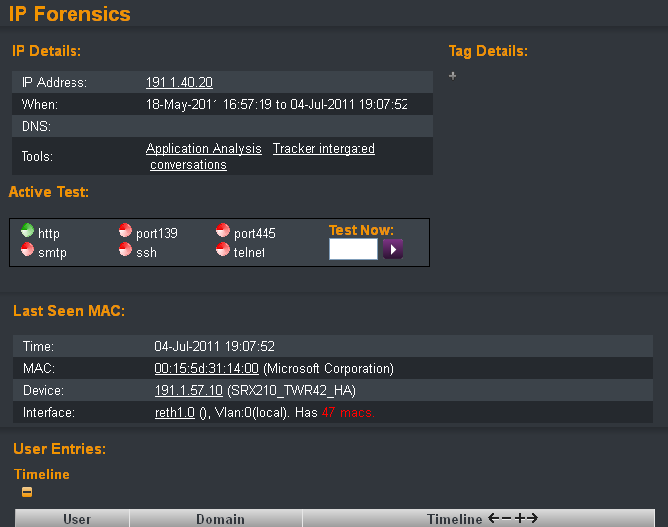 IP Forensics
IP Details:
Tag Details:
+
IP Address: 191.1.40.20
When: 18-May-2011 16:57:19 to 04-Jul-2011 19:07:52
DNS:
Tools: Application Analysis Tracker intergated
conversations
Active Test:
http port139 port445 Test Now:
smtp ssh telnet
Last Seen MAC:
Time: 04-Jul-2011 19:07:52
MAC: 00:15:5d:31:14:00 (Microsoft Corporation)
Device: 191.1.57.10 (SRX210_TWR42_HA)
Interface: reth1.0 (), Vlan:0(local). Has 47 macs.
User Entries:
Timeline
User Domain Timeline